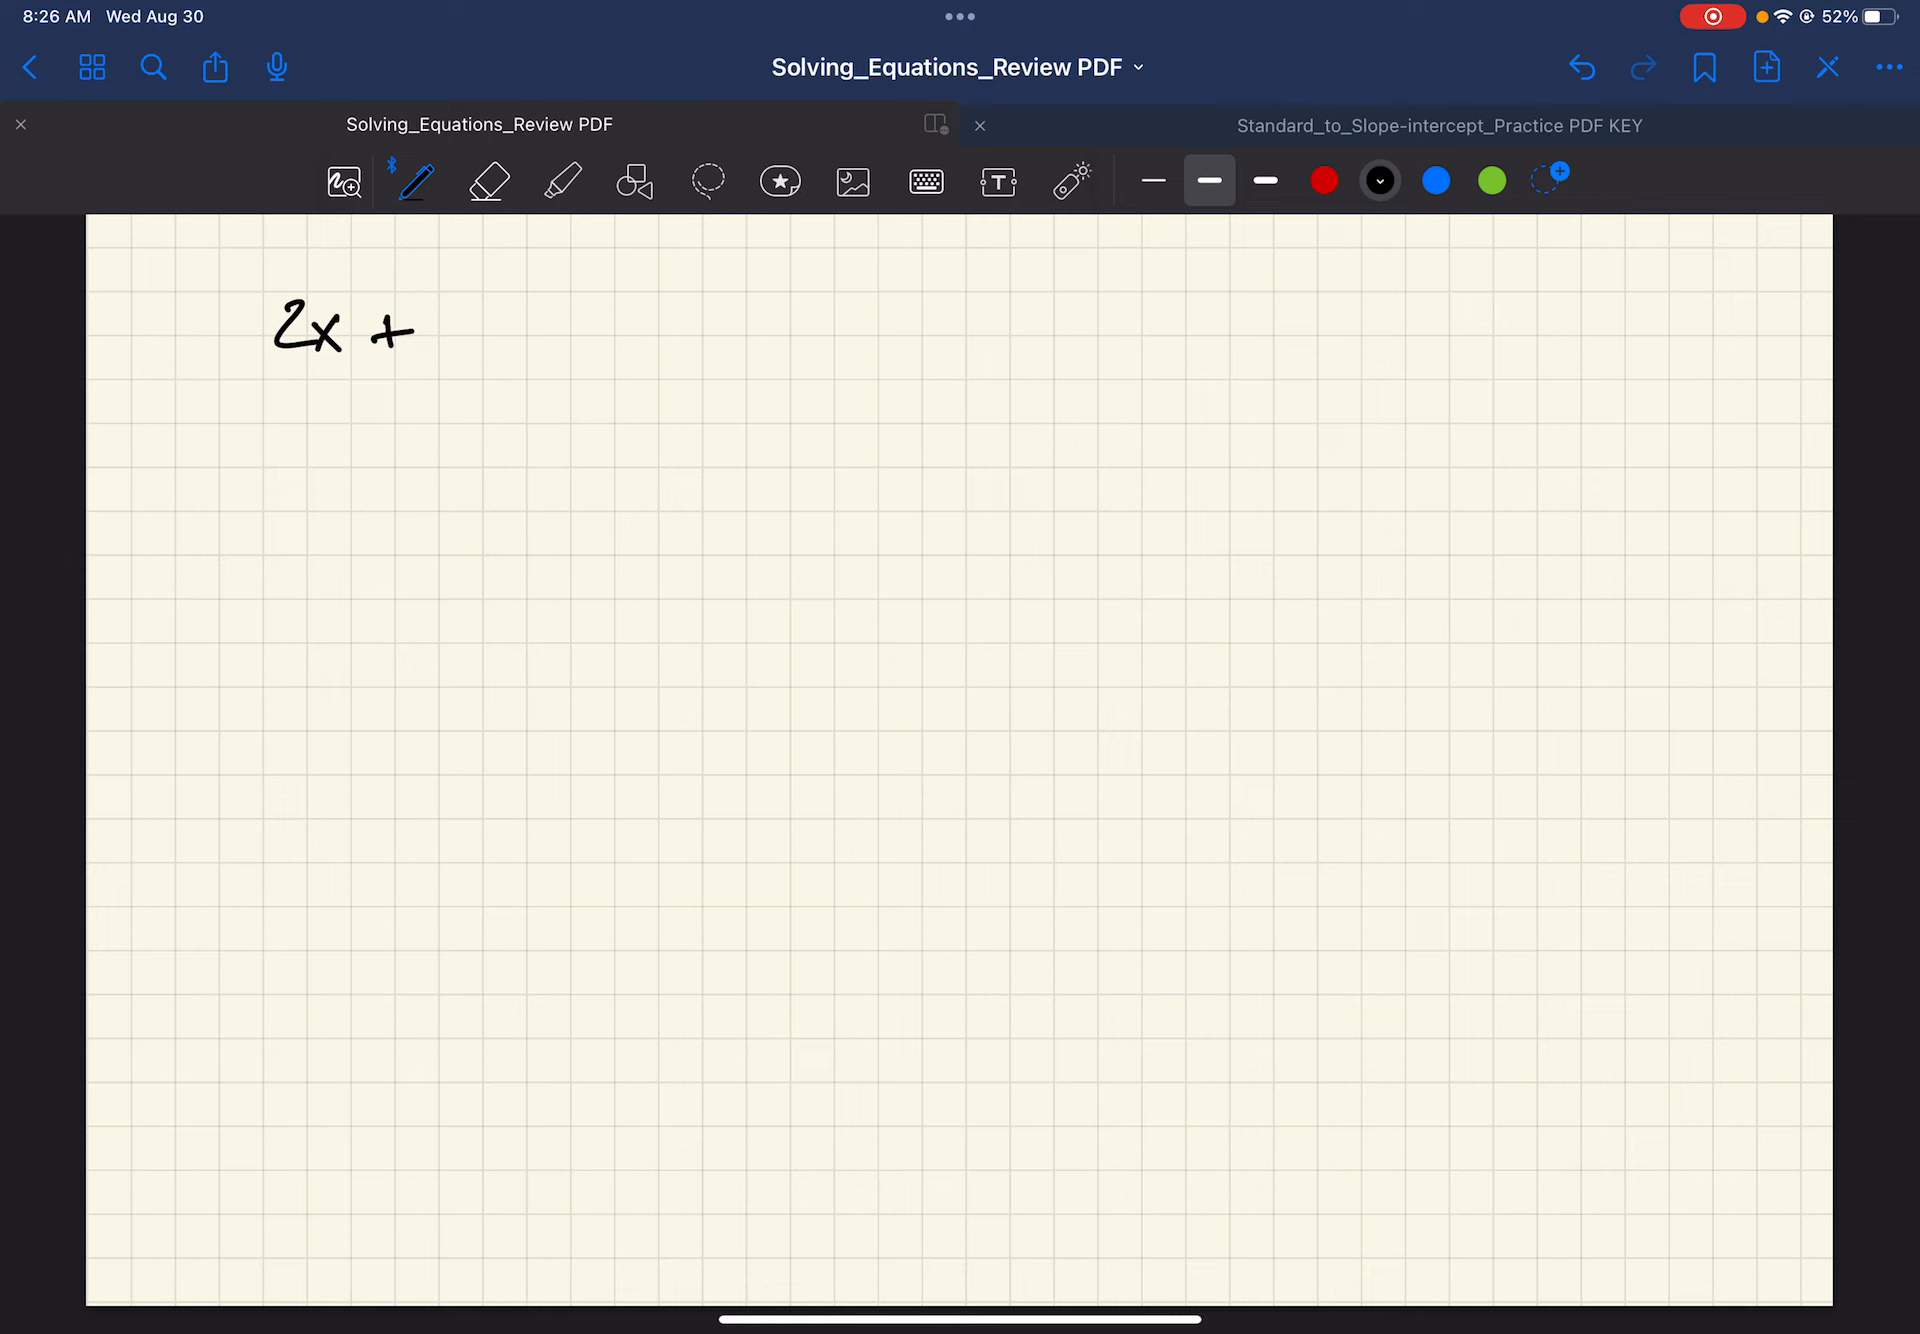 8:26 AM Wed Aug 30
52%
Solving_Equations_Review PDF
Solving_Equations_Review PDF
Standard_to_Slope-intercept_Practice PDF KEY
T
2x +